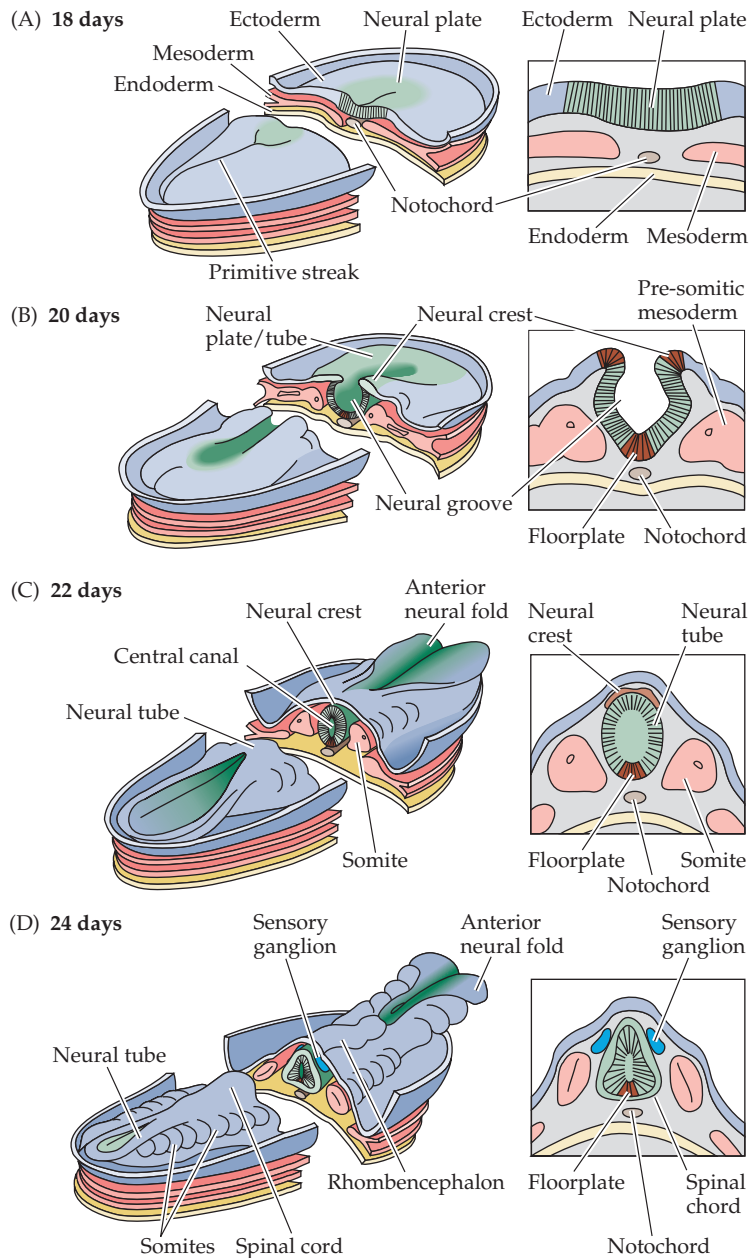 (A) 18 days
Ectoderm
Neural plate
Mesoderm
Endoderm
Notochord
Primitive streak
Ectoderm
Neural plate
Endoderm
Mesoderm
(B) 20 days
Neural
plate/tube
Neural crest
Pre-somitic
mesoderm
Neural groove
Floorplate
Notochord
(C) 22 days
Neural crest
Anterior
neural fold
Central canal
Neural tube
Somite
Neural
crest
Neural
tube
Floorplate
Somite
Notochord
(D) 24 days
Sensory
ganglion
Anterior
neural fold
Neural tube
Rhombencephalon
Somites
Spinal cord
Sensory
ganglion
Floorplate
Spinal
chord
Notochord